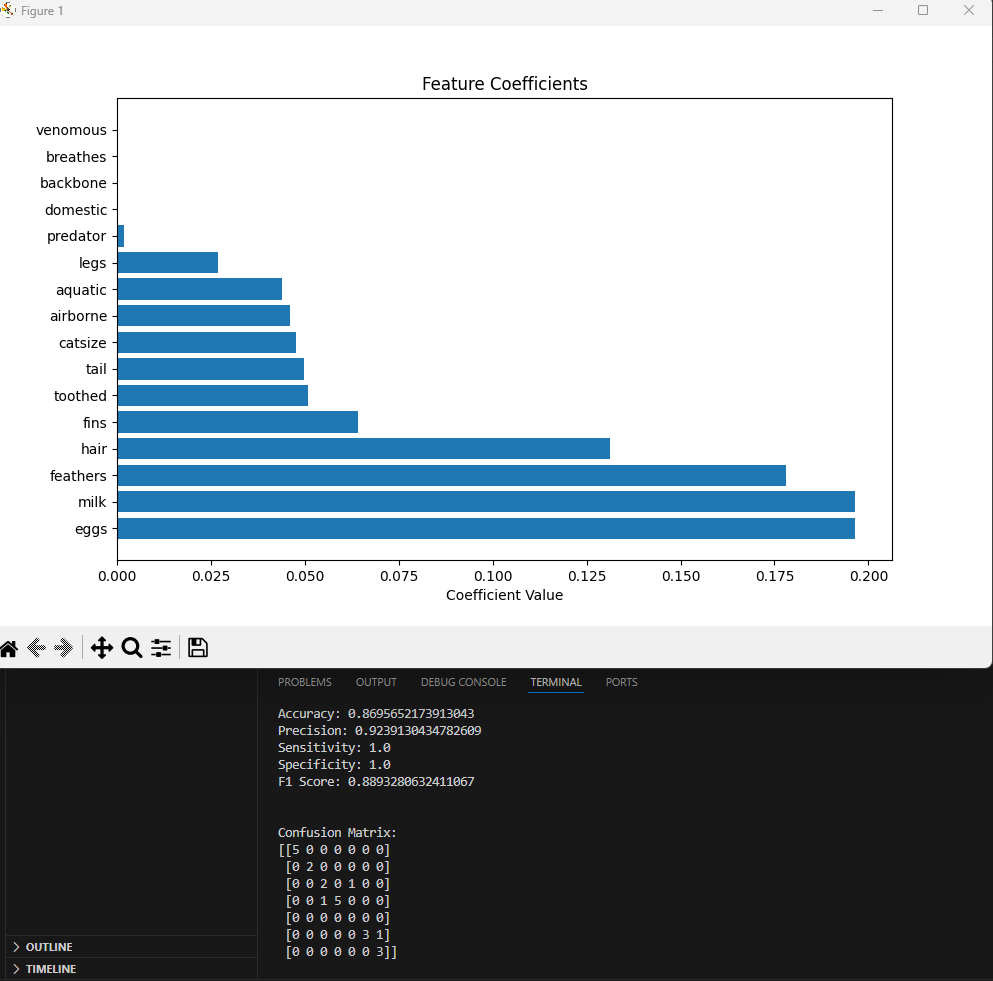 Figure 1
Feature Coefficients
venomous
breathes
backbone
domestic
predator
legs
aquatic
airborne
catsize
tail
toothed
fins
hair
feathers
milk
eggs
0.000 0.025 0.050 0.075 0.100 0.125 0.150 0.175 0.200
Coefficient Value
PROBLEMS OUTPUT DEBUG CONSOLE TERMINAL PORTS
Accuracy: 0.8695652173913043
Precision: 0.9239130434782609
Sensitivity: 1.0
Specificity: 1.0
F1 Score: 0.8893280632411067
Confusion Matrix:
[[5 0 0 0 0 0 0]
[0 2 0 0 0 0 0]
[0 0 2 0 1 0 0]
[0 0 1 5 0 0 0]
[0 0 0 0 0 0 0]
[0 0 0 0 0 3 1]
[0 0 0 0 0 0 3]]
OUTLINE
TIMELINE